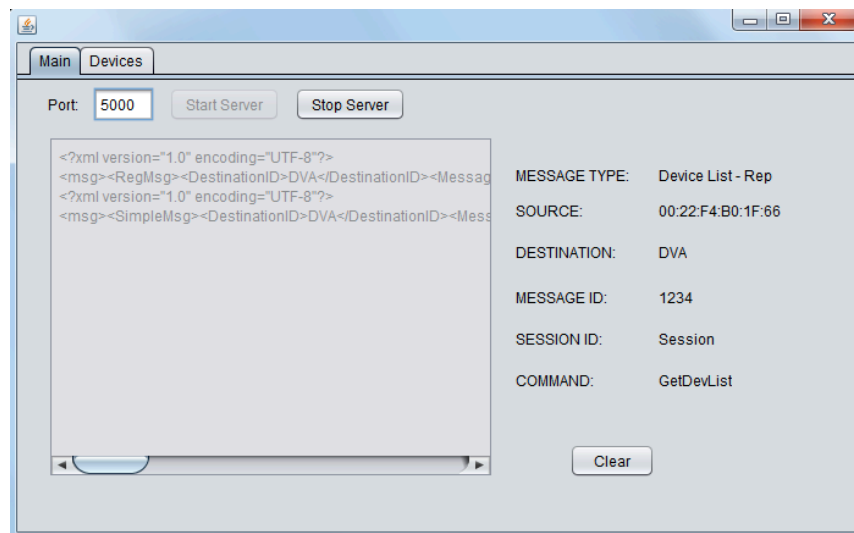 Main Devices
Port: 5000 Start Server Stop Server
<?xml version="1.0" encoding="UTF-8"?>
<msg><RegMsg><DestinationID>DVA</DestinationID><Messag
<?xml version="1.0" encoding="UTF-8"?>
<msg><SimpleMsg><DestinationID>DVA</DestinationID><Mess
MESSAGE TYPE: Device List - Rep
SOURCE: 00:22:F4:B0:1F:66
DESTINATION: DVA
MESSAGE ID: 1234
SESSION ID: Session
COMMAND: GetDevList
Clear